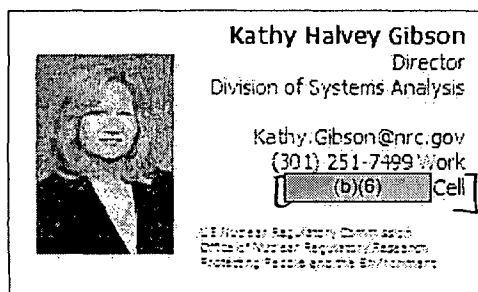 Kathy Halvey Gibson
Director
Division of Systems Analysis
Kathy.Gibson@nrc.gov
(301) 251-7499 Work
(b)(6) Cell
US Nuclear Regulatory Commission
Office of Nuclear Regulatory Research
Protecting People and the Environment